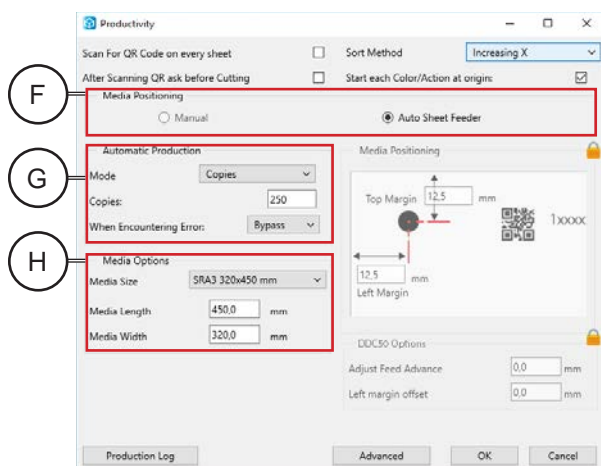 Productivity
Scan For QR Code on every sheet
Sort Method Increasing X
After Scanning QR ask before Cutting
Start each Color/Action at origin:
F
Media Positioning
Manual
Auto Sheet Feeder
G
Automatic Production
Mode Copies
Copies: 250
When Encountering Error: Bypass
Media Positioning
Top Margin 12,5 mm
1xxxx
12,5 mm
Left Margin
H
Media Options
Media Size SRA3 320x450 mm
Media Length 450,0 mm
Media Width 320,0 mm
DDC50 Options
Adjust Feed Advance 0,0 mm
Left margin offset 0,0 mm
Production Log
Advanced
OK
Cancel